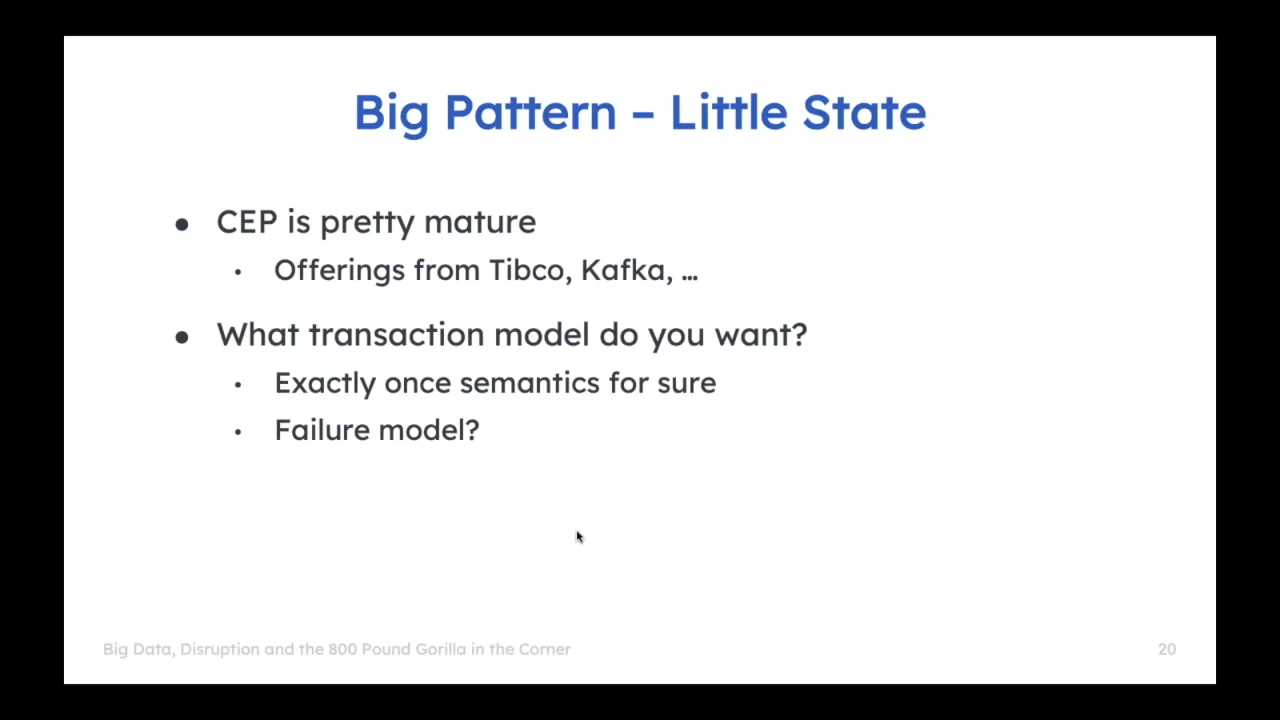 Big Pattern – Little State
● CEP is pretty mature
• Offerings from Tibco, Kafka, ...
● What transaction model do you want?
• Exactly once semantics for sure
• Failure model?
Big Data, Disruption and the 800 Pound Gorilla in the Corner
20